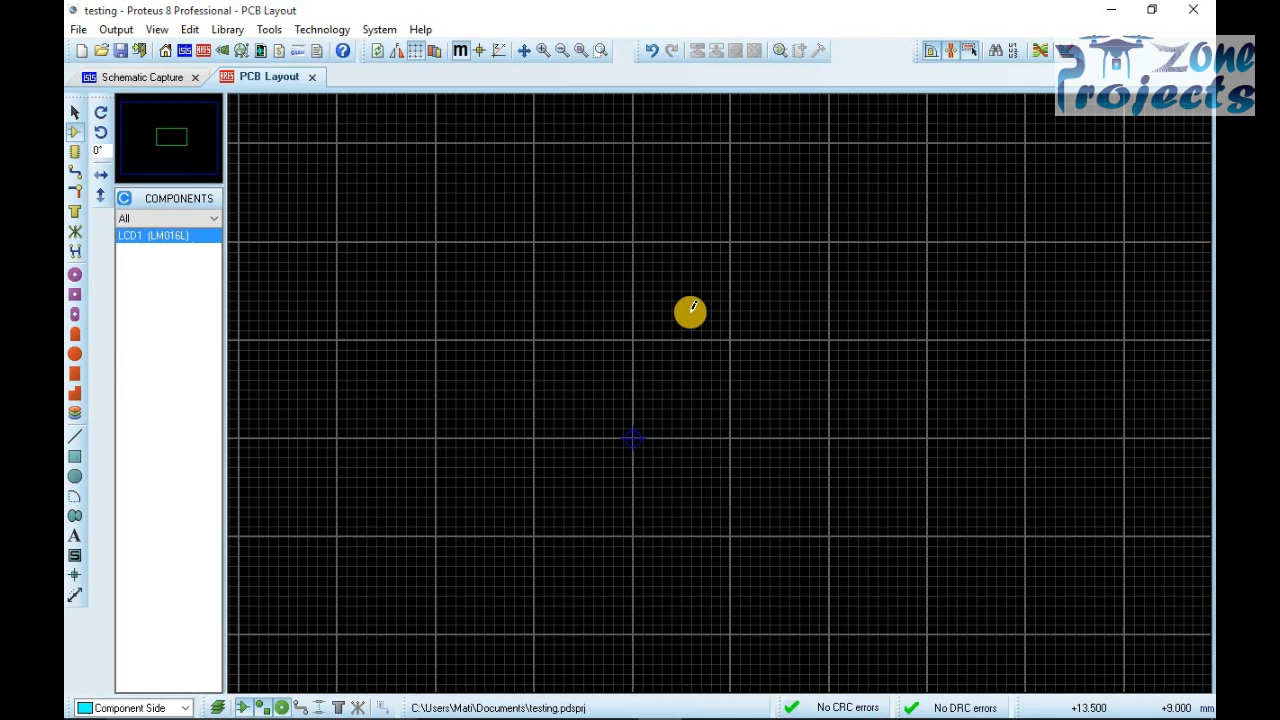 testing - Proteus 8 Professional - PCB Layout
File Output View Edit Library Tools Technology System Help
ISIS ARES $ ? m
Schematic Capture PCB Layout
Zone
Projects
0°
C COMPONENTS
All
LCD1 (LM016L)
A
S
Component Side C:\Users\Mati\Documents\testing.pdsprj No CRC errors No DRC errors +13.500 +9.000 mm